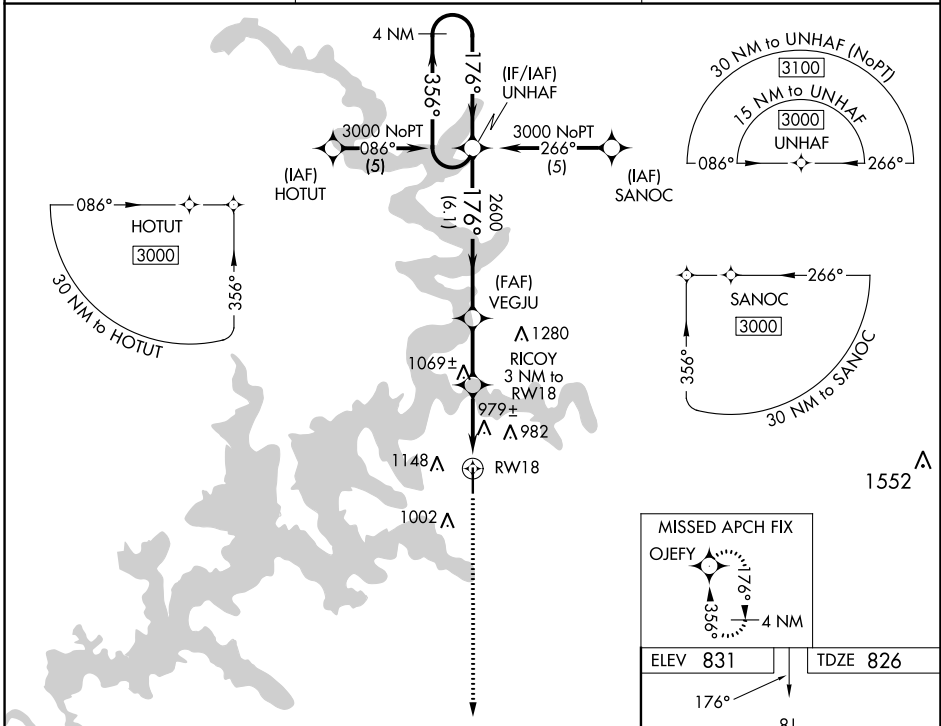 4 NM
356°
176°
(IF/IAF)
UNHAF
3000 NoPT
086°
(5)
(IAF)
HOTUT
3000 NoPT
266°
(5)
(IAF)
SANOC
30 NM to UNHAF (NoPT)
3100
15 NM to UNHAF
3000
UNHAF
086°
266°
086°
HOTUT
3000
356°
30 NM to HOTUT
2600
176°
(6.1)
(FAF)
VEGJU
1280
1069±
RICOY
3 NM to
RW18
979±
982
1148
RW18
1002
266°
SANOC
3000
356°
30 NM to SANOC
1552
MISSED APCH FIX
OJEFY
176°
356°
4 NM
ELEV 831
TDZE 826
176°